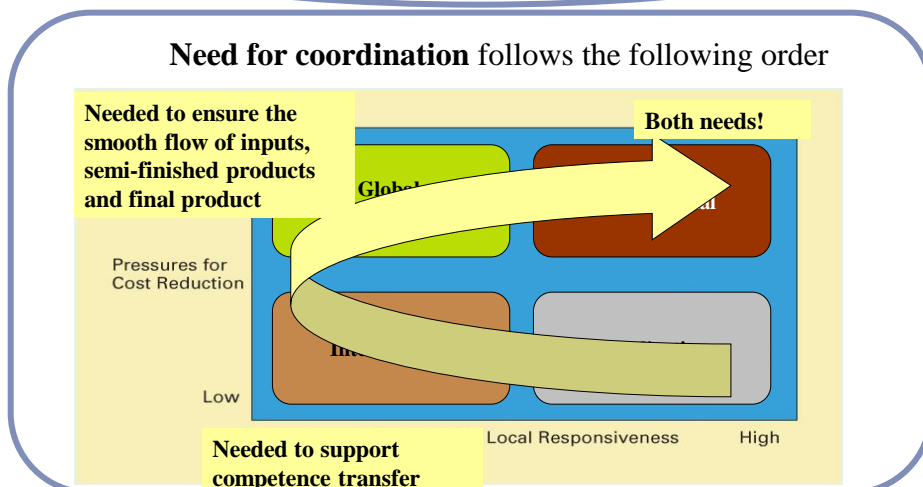 Need for coordination follows the following order
Needed to ensure the
smooth flow of inputs,
semi-finished products
and final product
Both needs!
Global
Pressures for
Cost Reduction
Low
Local Responsiveness
High
Needed to support
competence transfer